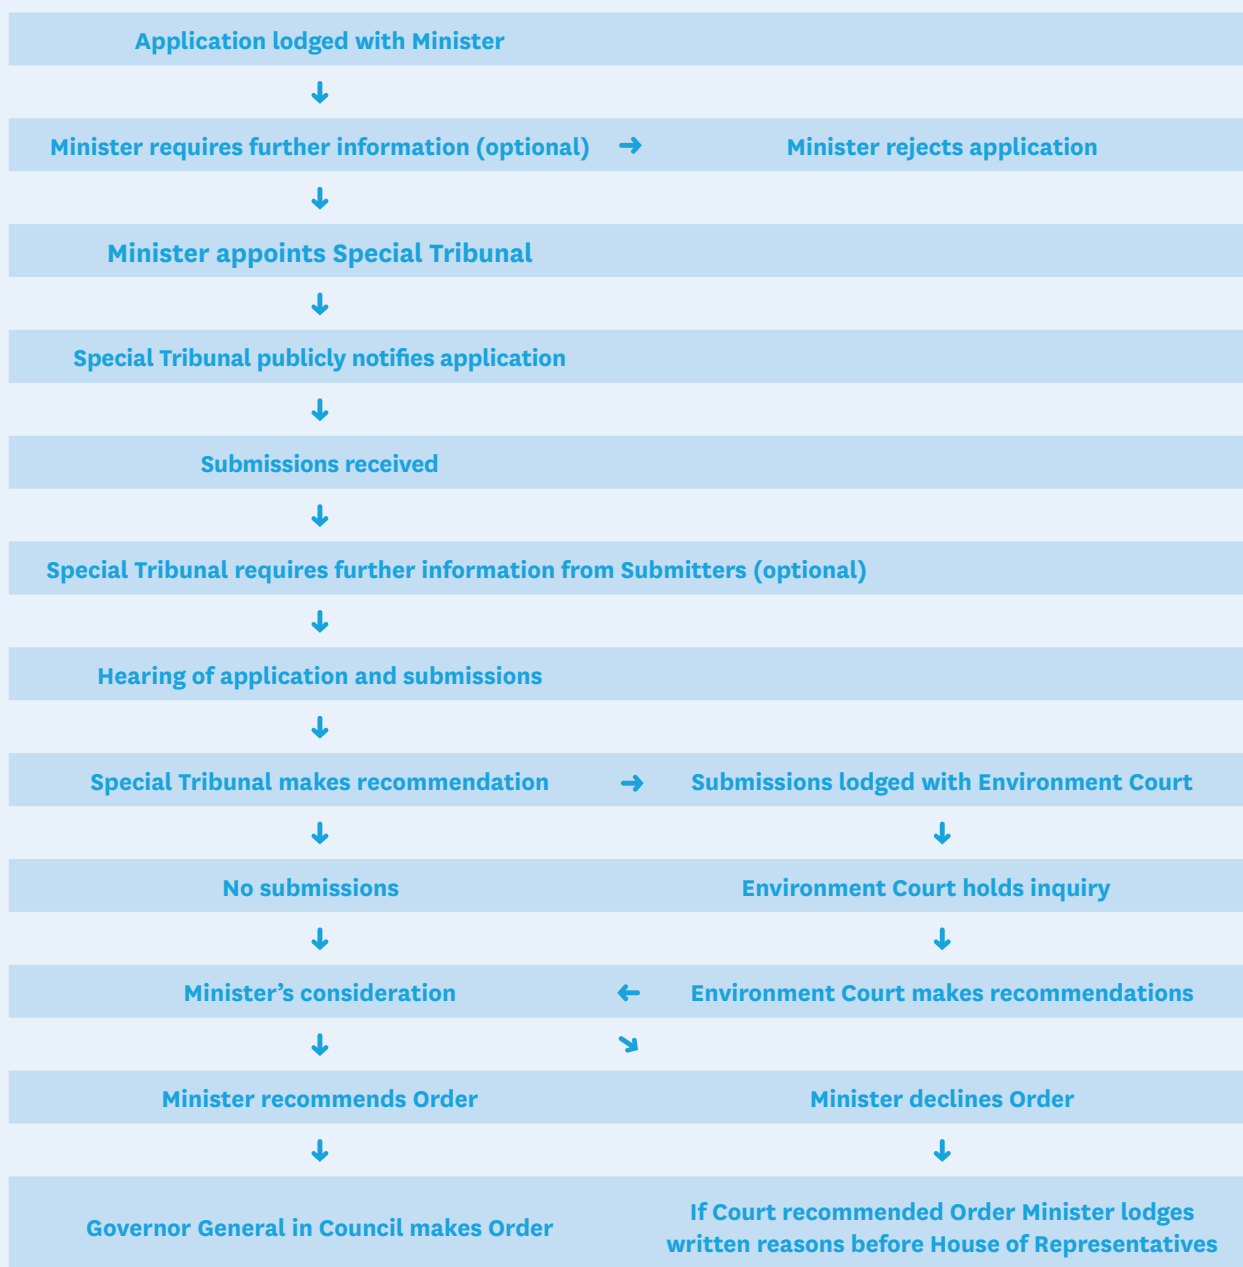 Application lodged with Minister
Minister requires further information (optional) → Minister rejects application
Minister appoints Special Tribunal
Special Tribunal publicly notifies application
Submissions received
Special Tribunal requires further information from Submitters (optional)
Hearing of application and submissions
Special Tribunal makes recommendation → Submissions lodged with Environment Court
No submissions
Environment Court holds inquiry
Minister’s consideration ← Environment Court makes recommendations
Minister recommends Order
Minister declines Order
Governor General in Council makes Order
If Court recommended Order Minister lodges
written reasons before House of Representatives